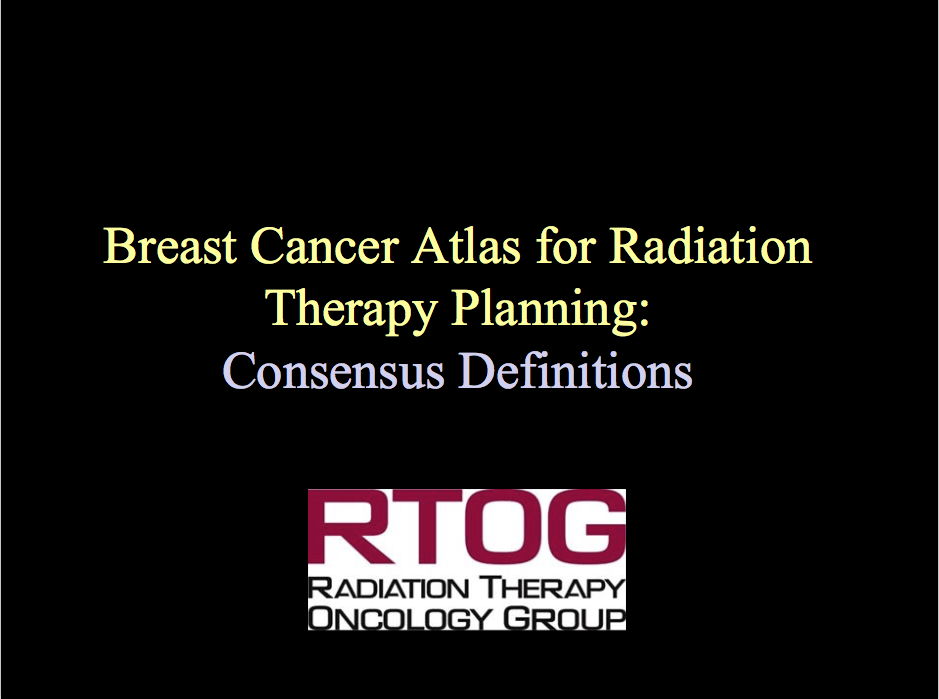 Breast Cancer Atlas for Radiation
Therapy Planning:
Consensus Definitions
RTOG
RADIATION THERAPY
ONCOLOGY GROUP